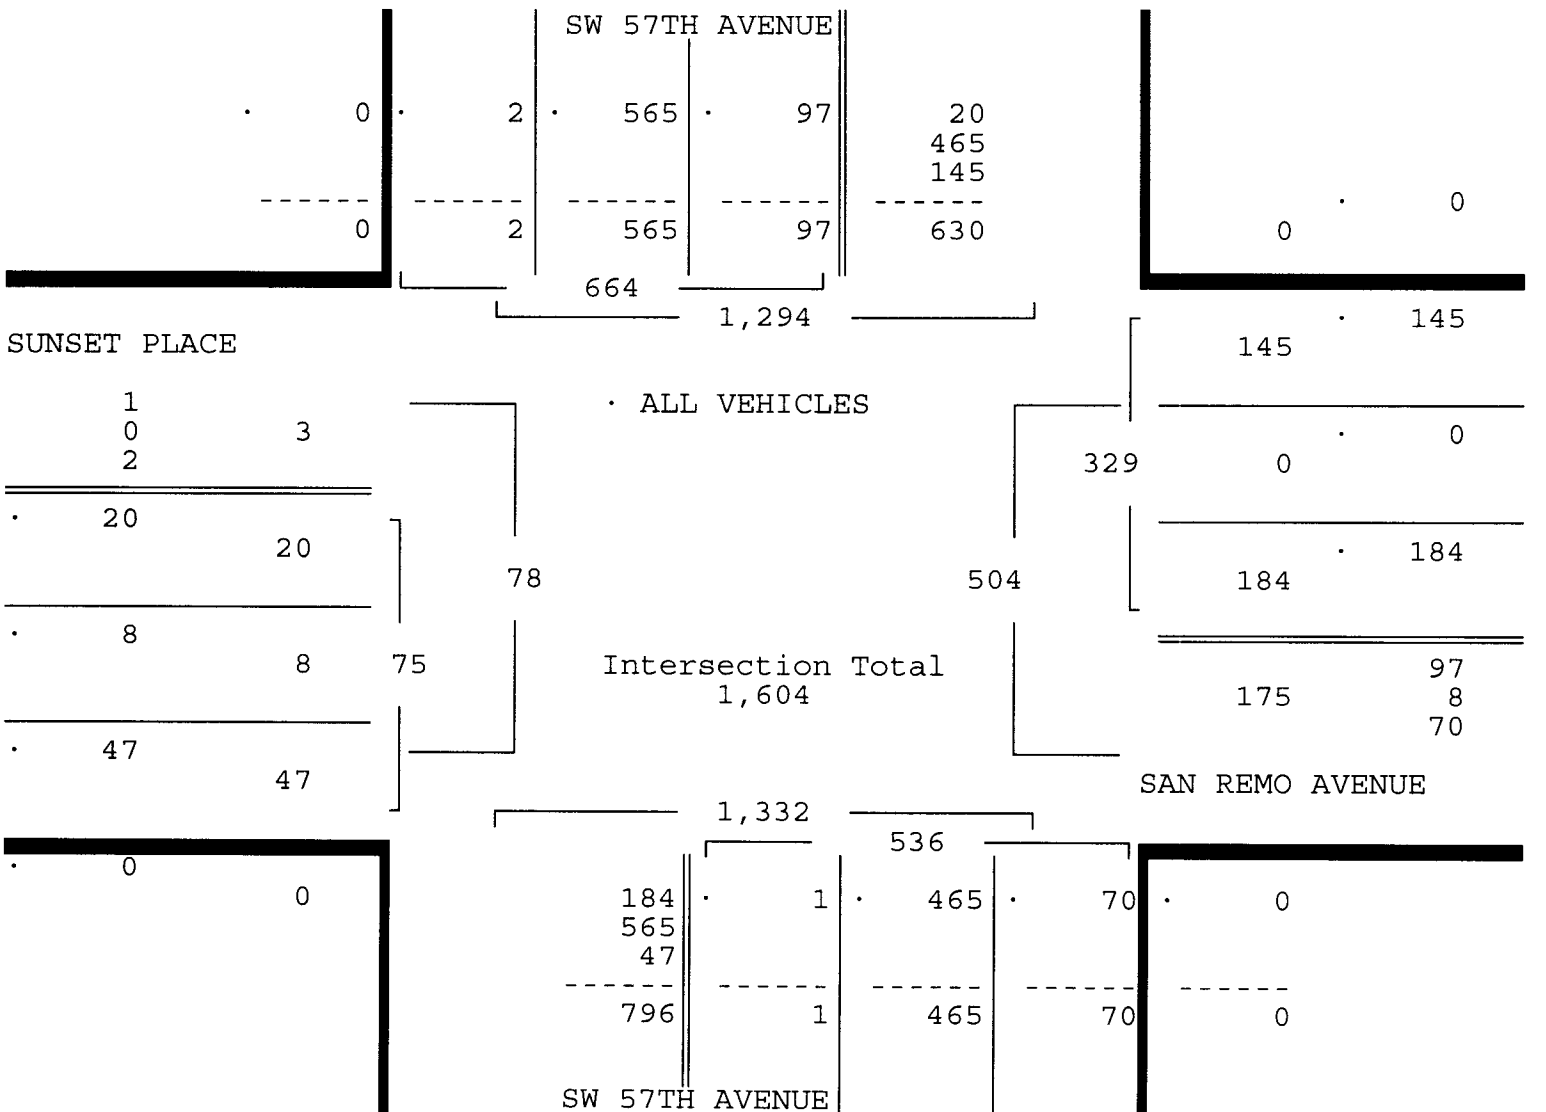 SW 57TH AVENUE
· 0 · 2 · 565 · 97 20
465
145
------ ------ ------ ------ ------
0 2 565 97 630
· 0
0
664
1,294
SUNSET PLACE
· 145
145
1
0 3
2
· ALL VEHICLES
· 0
329 0
· 20
20
78
504
· 184
184
· 8
8 75
Intersection Total
1,604
97
175 8
70
· 47
47
SAN REMO AVENUE
1,332
536
· 0
0
184 · 1 · 465 · 70 · 0
565
47
------ ------ ------ ------ ------
796 1 465 70 0
SW 57TH AVENUE